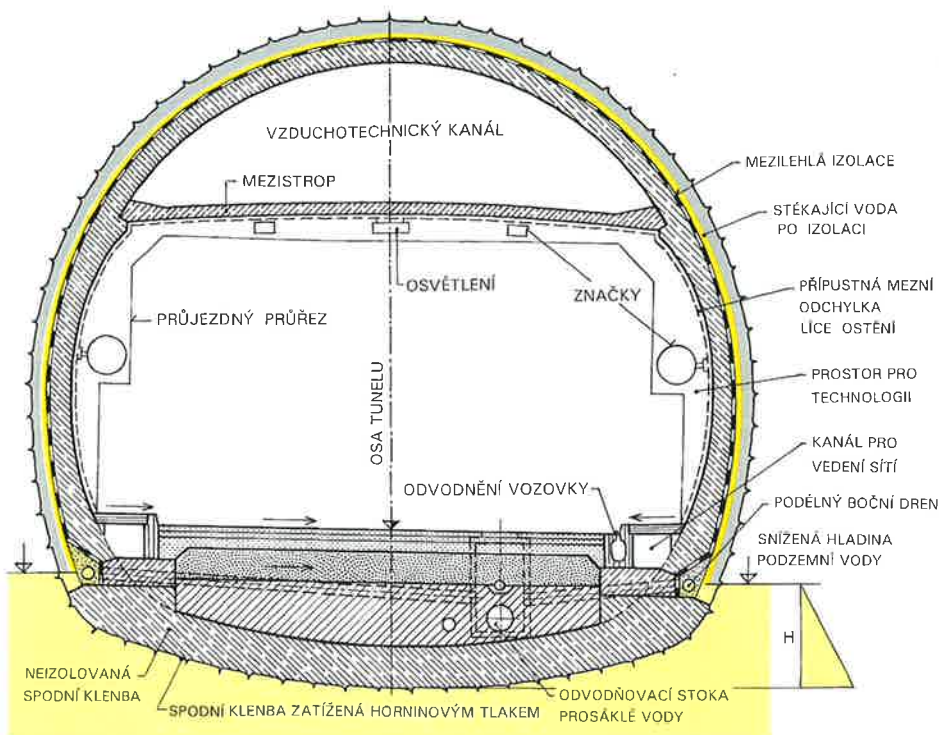 VZDUCHOTECHNICKÝ KANÁL
MEZISTROP
MEZILEHLÁ IZOLACE
STÉKAJÍCÍ VODA
PO IZOLACI
OSVĚTLENÍ
ZNAČKY
PŘÍPUSTNÁ MEZNÍ
ODCHYLKA
LÍCE OSTĚNÍ
PRŮJEZDNÝ PRŮŘEZ
PROSTOR PRO
TECHNOLOGII
OSA TUNELU
KANÁL PRO
VEDENÍ SÍTÍ
ODVODNĚNÍ VOZOVKY
PODÉLNÝ BOČNÍ DREN
SNÍŽENÁ HLADINA
PODZEMNÍ VODY
H
NEIZOLOVANÁ
SPODNÍ KLENBA
SPODNÍ KLENBA ZATÍŽENÁ HORNINOVÝM TLAKEM
ODVODŇOVACÍ STOKA
PROSÁKLÉ VODY